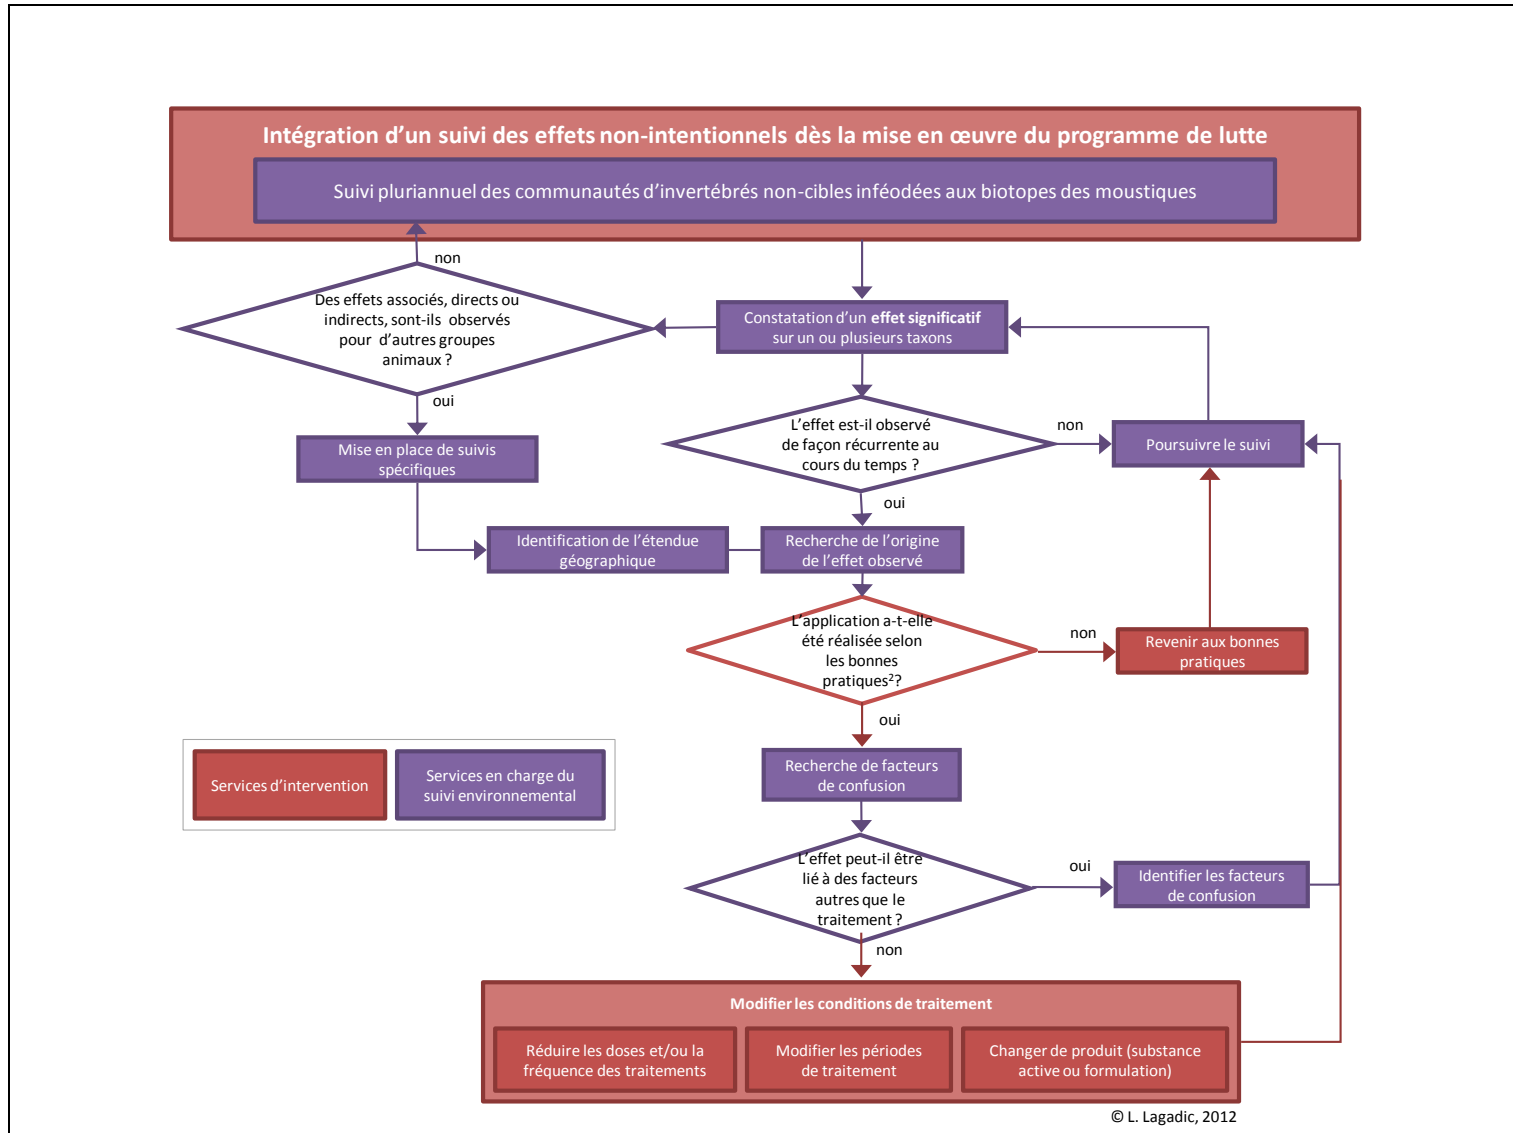 Intégration d'un suivi des effets non-intentionnels dès la mise en œuvre du programme de lutte
Suivi pluriannuel des communautés d'invertébrés non-cibles inféodées aux biotopes des moustiques
non
Des effets associés, directs ou
indirects, sont-ils observés
pour d'autres groupes
animaux ?
oui
Constatation d'un effet significatif
sur un ou plusieurs taxons
Mise en place de suivis
spécifiques
L'effet est-il observé
de façon récurrente au
cours du temps ?
non
Poursuivre le suivi
oui
Identification de l'étendue
géographique
Recherche de l'origine
de l'effet observé
L'application a-t-elle
été réalisée selon
les bonnes
pratiques²?
non
Revenir aux bonnes
pratiques
oui
Services d'intervention
Services en charge du
suivi environnemental
Recherche de facteurs
de confusion
L'effet peut-il être
lié à des facteurs
autres que le
traitement ?
oui
Identifier les facteurs
de confusion
non
Modifier les conditions de traitement
Réduire les doses et/ou la
fréquence des traitements
Modifier les périodes
de traitement
Changer de produit (substance
active ou formulation)
© L. Lagadic, 2012